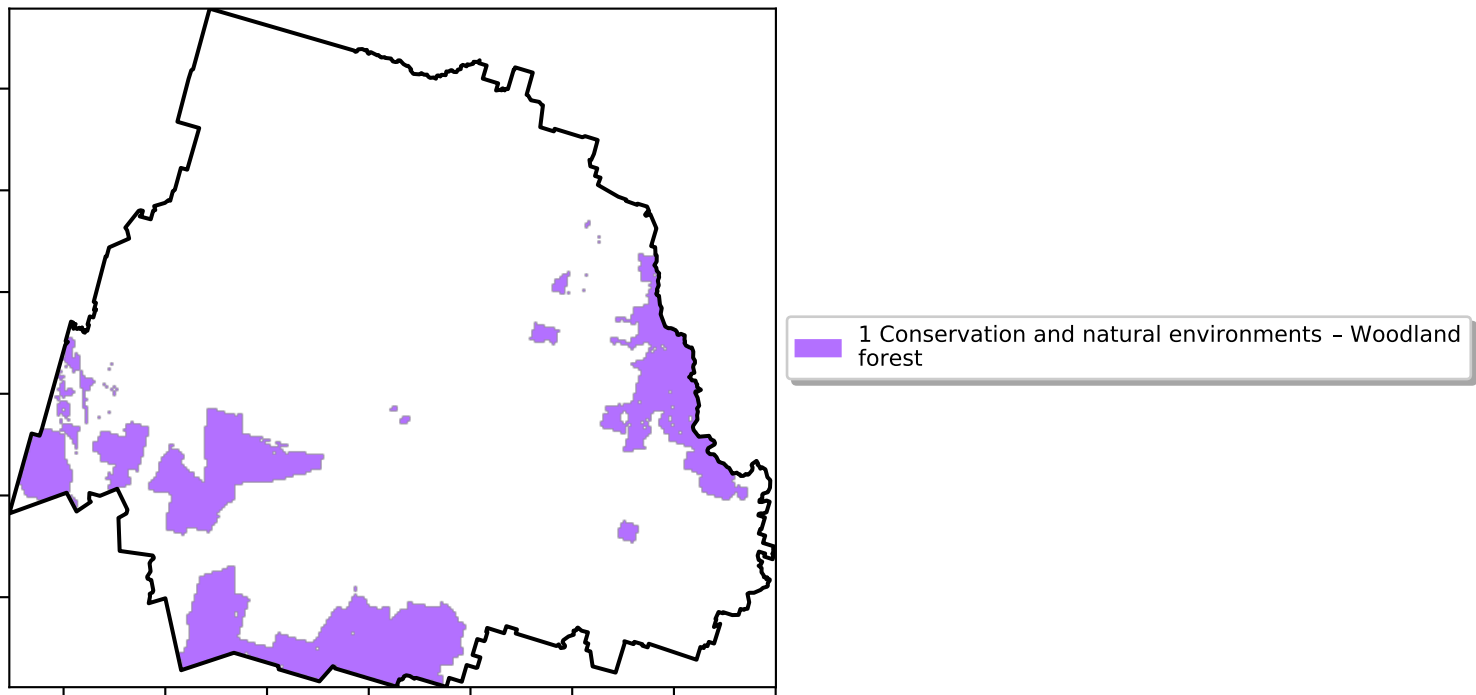 1 Conservation and natural environments – Woodland
forest